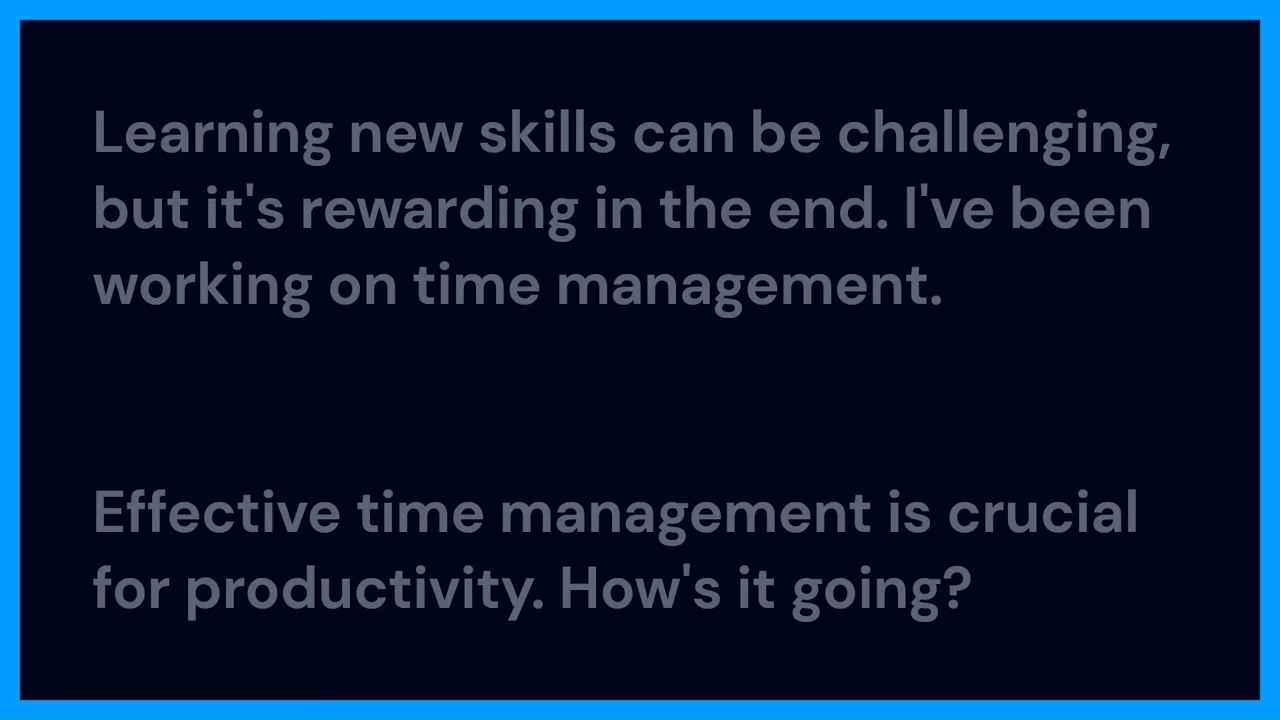 Learning new skills can be challenging,
but it's rewarding in the end. I've been
working on time management.
Effective time management is crucial
for productivity. How's it going?